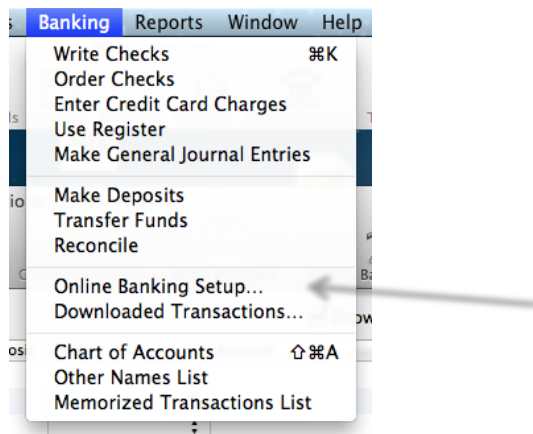 Banking Reports Window Help
Write Checks ⌘K
Order Checks
Enter Credit Card Charges
Use Register
Make General Journal Entries
Make Deposits
Transfer Funds
Reconcile
Online Banking Setup...
Downloaded Transactions...
Chart of Accounts ⇧⌘A
Other Names List
Memorized Transactions List